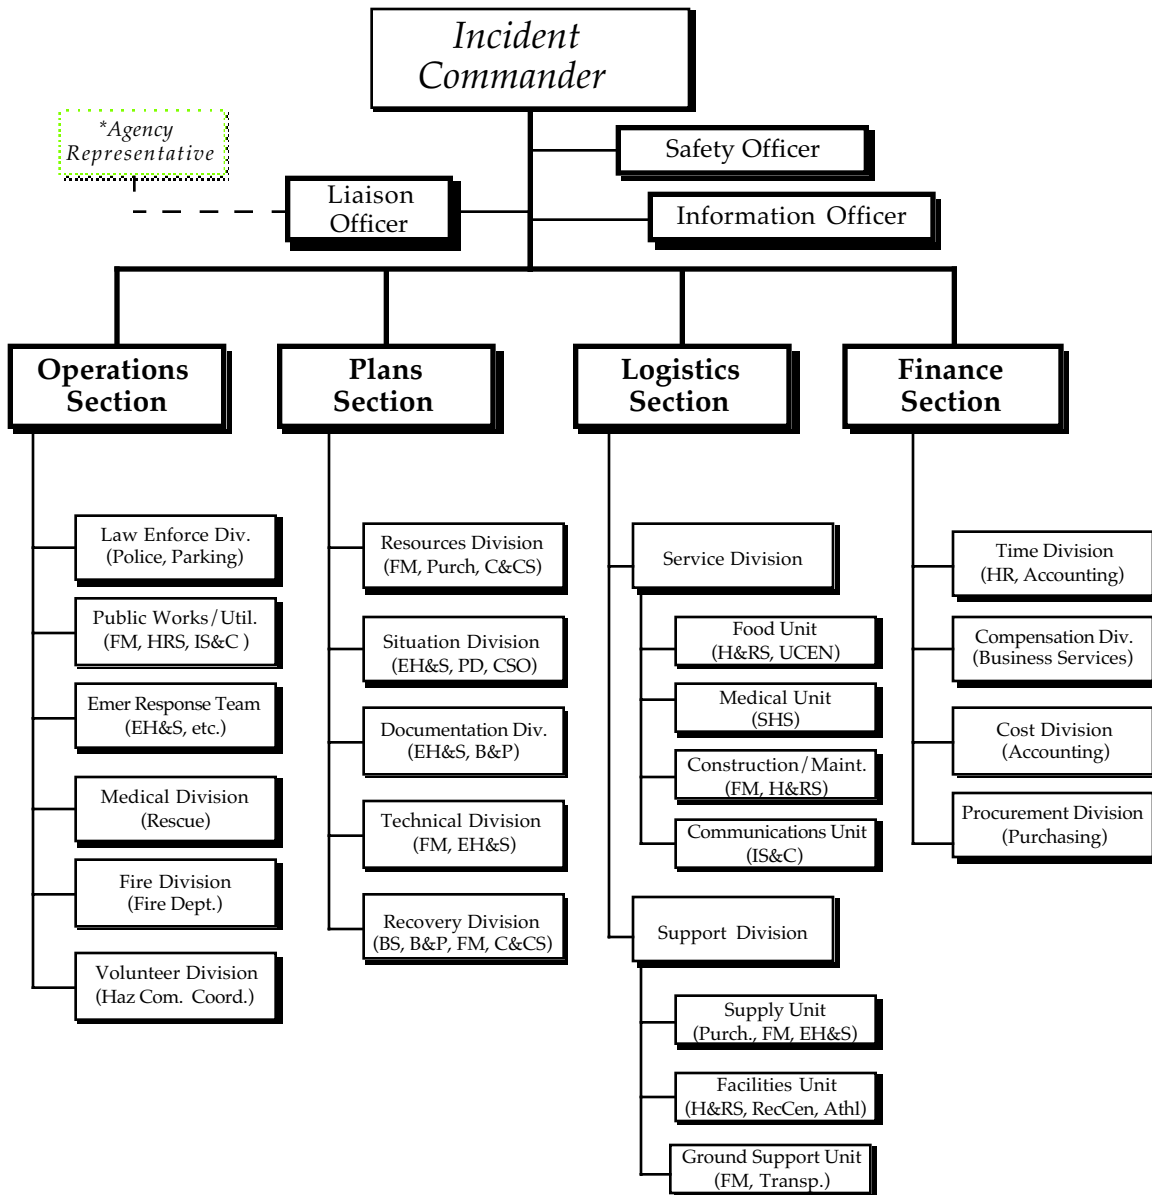 Incident
Commander
*Agency
Representative
Safety Officer
Liaison
Officer
Information Officer
Operations
Section
Plans
Section
Logistics
Section
Finance
Section
Law Enforce Div.
(Police, Parking)
Public Works/Util.
(FM, HRS, IS&C )
Emer Response Team
(EH&S, etc.)
Medical Division
(Rescue)
Fire Division
(Fire Dept.)
Volunteer Division
(Haz Com. Coord.)
Resources Division
(FM, Purch, C&CS)
Situation Division
(EH&S, PD, CSO)
Documentation Div.
(EH&S, B&P)
Technical Division
(FM, EH&S)
Recovery Division
(BS, B&P, FM, C&CS)
Service Division
Food Unit
(H&RS, UCEN)
Medical Unit
(SHS)
Construction/Maint.
(FM, H&RS)
Communications Unit
(IS&C)
Support Division
Supply Unit
(Purch., FM, EH&S)
Facilities Unit
(H&RS, RecCen, Athl)
Ground Support Unit
(FM, Transp.)
Time Division
(HR, Accounting)
Compensation Div.
(Business Services)
Cost Division
(Accounting)
Procurement Division
(Purchasing)